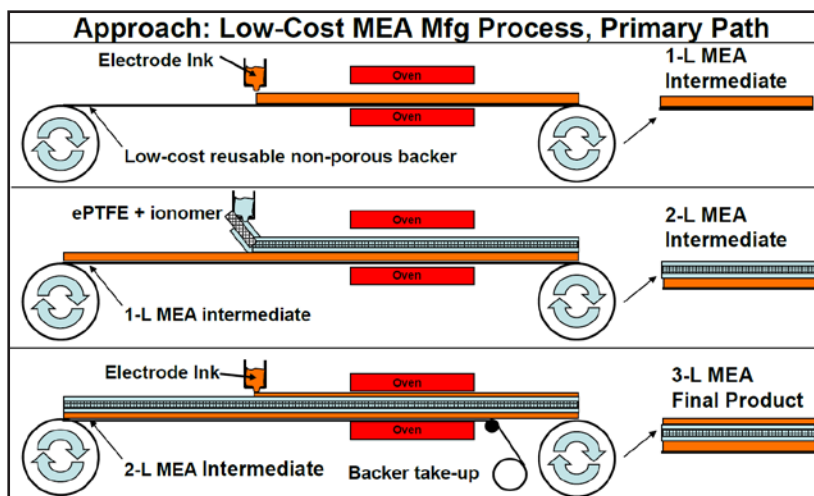 Approach: Low-Cost MEA Mfg Process, Primary Path
Electrode Ink
Oven
Oven
Low-cost reusable non-porous backer
1-L MEA
Intermediate
ePTFE + ionomer
Oven
Oven
1-L MEA intermediate
2-L MEA
Intermediate
Electrode Ink
Oven
Oven
2-L MEA Intermediate
Backer take-up
3-L MEA
Final Product